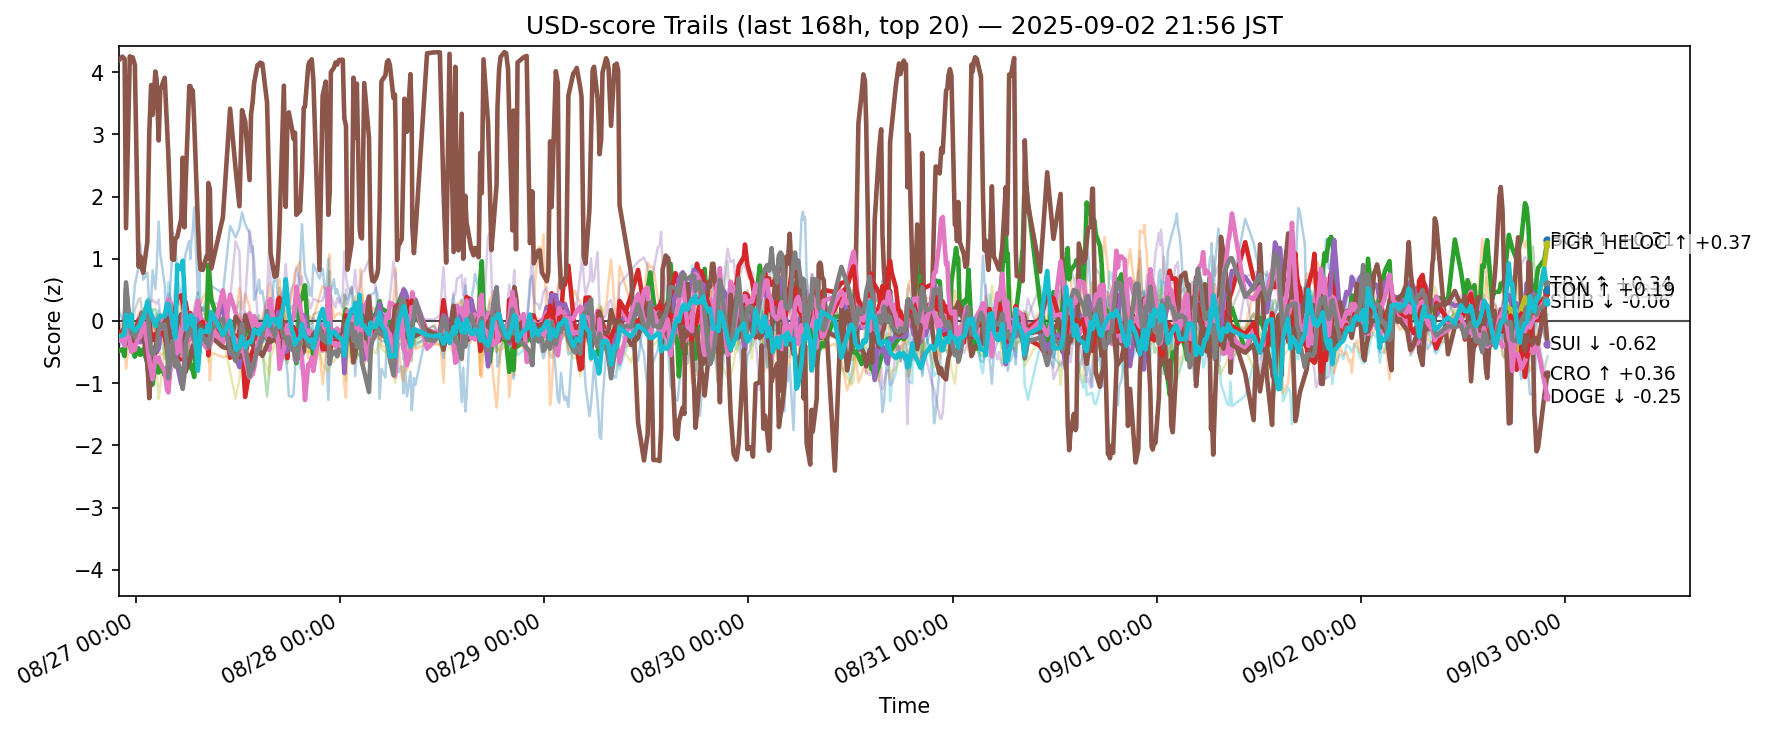 USD-score Trails (last 168h, top 20) — 2025-09-02 21:56 JST
4
3
2
1
0
−1
−2
−3
−4
Score (z)
FIGR_HELOC ↑ +0.37
TON ↑ +0.19
SHIB ↓ -0.06
SUI ↓ -0.62
CRO ↑ +0.36
DOGE ↓ -0.25
08/27 00:00
08/28 00:00
08/29 00:00
08/30 00:00
08/31 00:00
09/01 00:00
09/02 00:00
09/03 00:00
Time